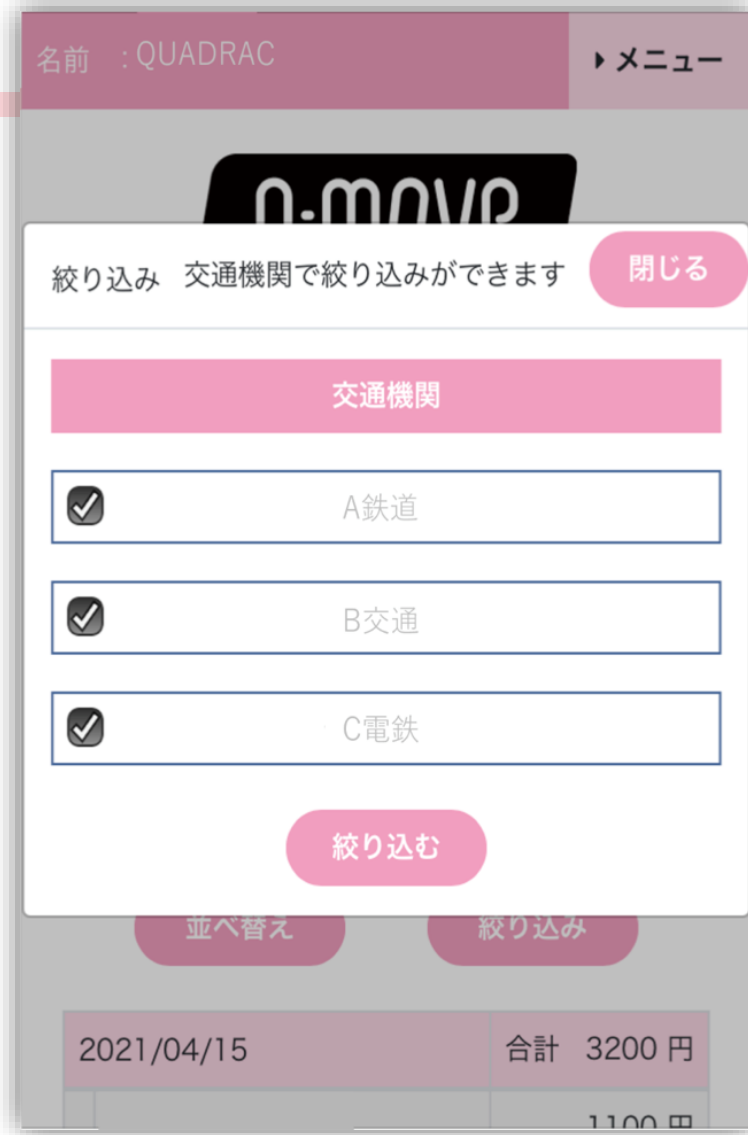 名前 : QUADRAC
メニュー
絞り込み 交通機関で絞り込みができます
閉じる
交通機関
A鉄道
B交通
C電鉄
絞り込む
並べ替え
絞り込み
2021/04/15
合計 3200 円
1100 円